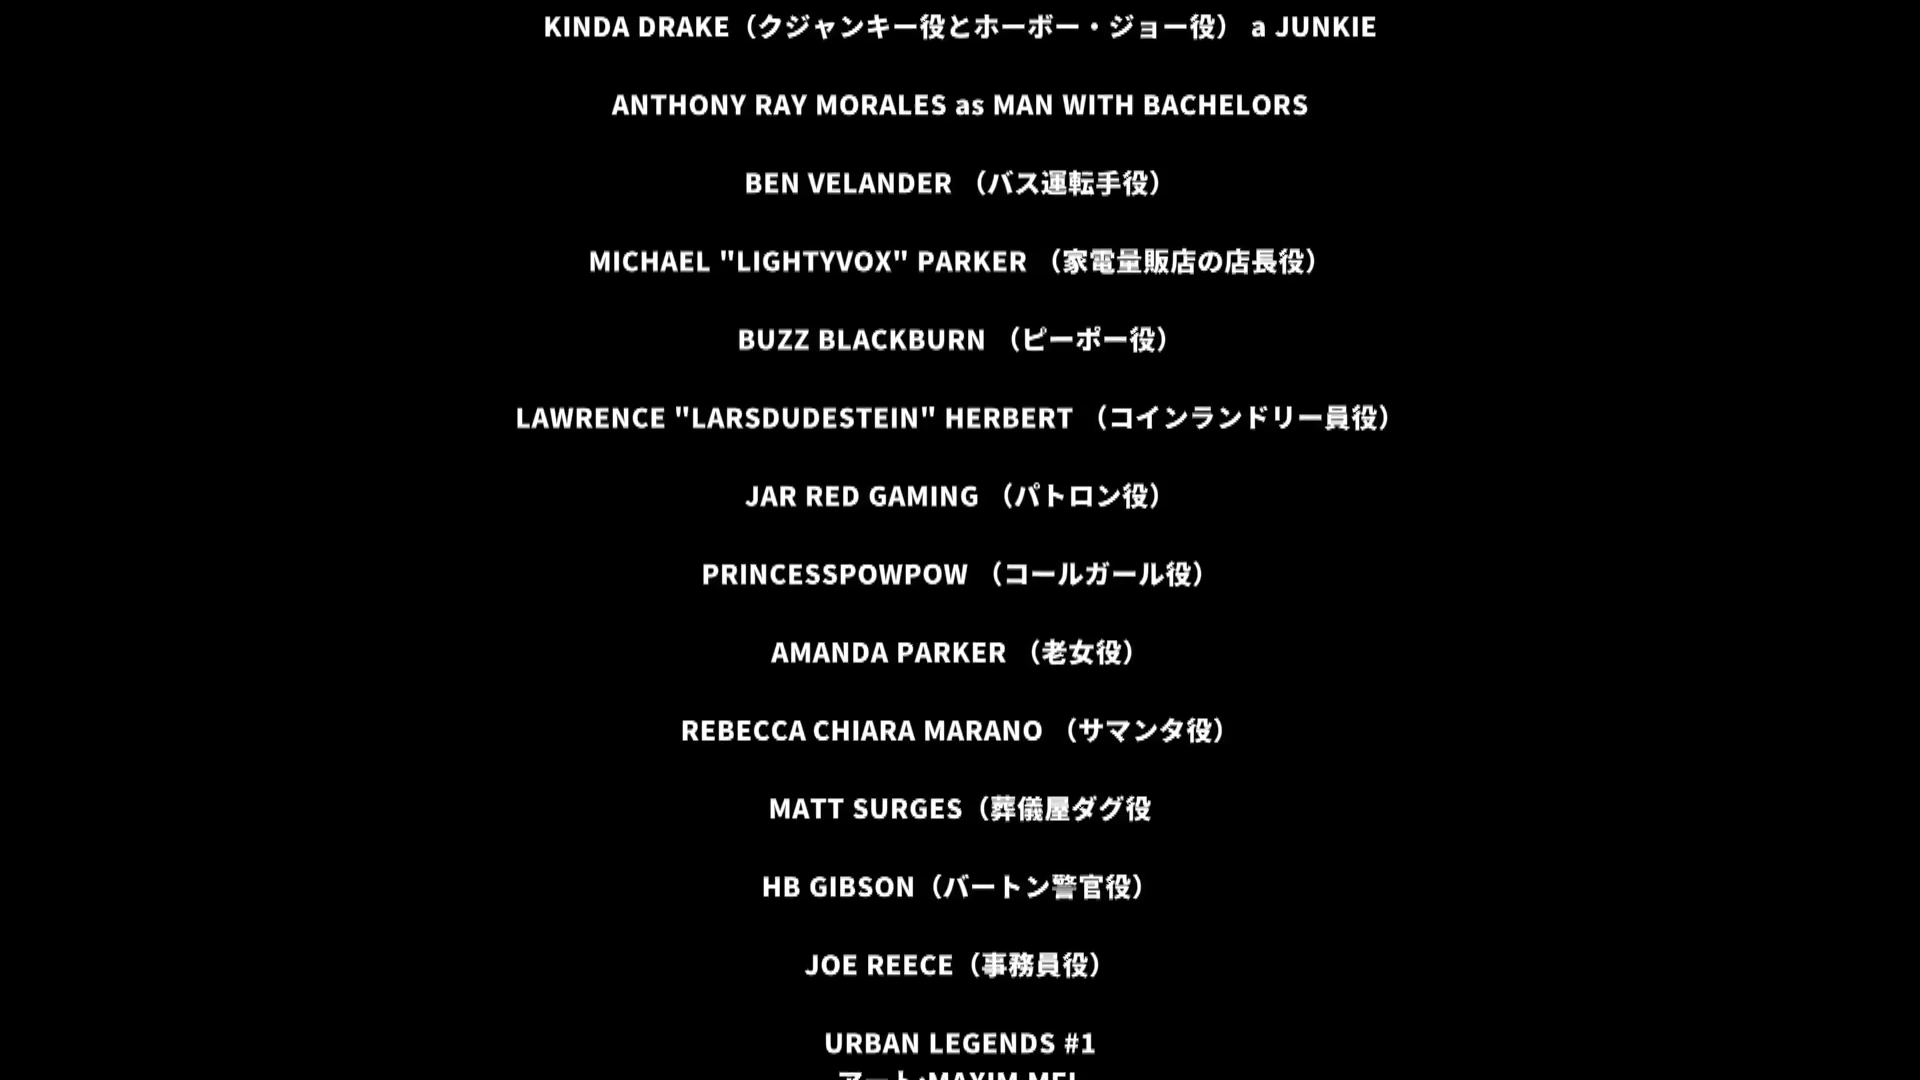 KINDA DRAKE（クジャンキー役とホーボー・ジョー役） a JUNKIE
ANTHONY RAY MORALES as MAN WITH BACHELORS
BEN VELANDER （バス運転手役）
MICHAEL "LIGHTYVOX" PARKER （家電量販店の店長役）
BUZZ BLACKBURN （ピーポー役）
LAWRENCE "LARSDUDESTEIN" HERBERT （コインランドリー員役）
JAR RED GAMING （パトロン役）
PRINCESSPOWPOW （コールガール役）
AMANDA PARKER （老女役）
REBECCA CHIARA MARANO （サマンタ役）
MATT SURGES（葬儀屋ダグ役
HB GIBSON（バートン警官役）
JOE REECE（事務員役）
URBAN LEGENDS #1
アート:MAXIM